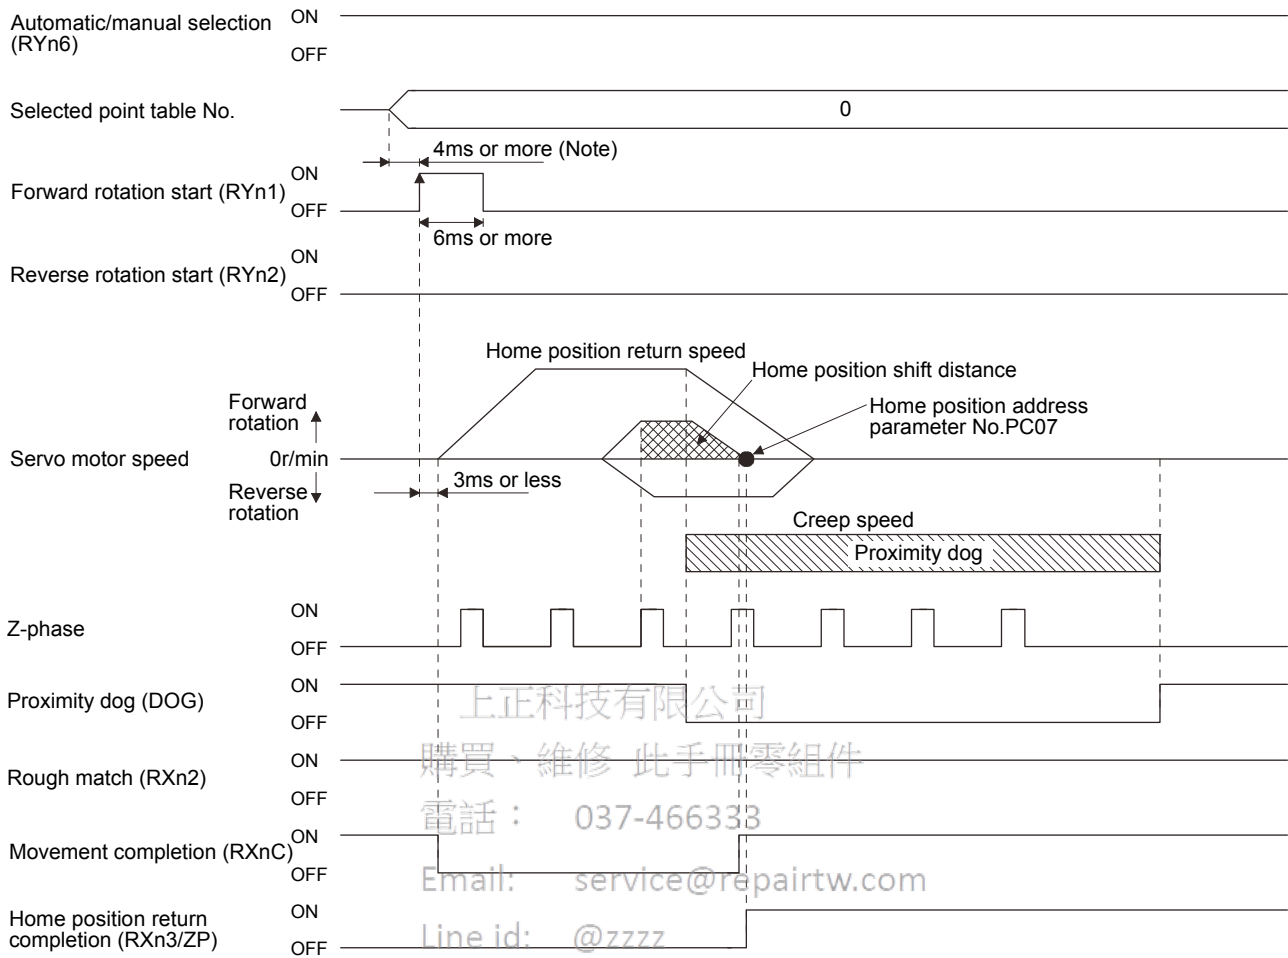 Automatic/manual selection
(RYn6)
ON
OFF
Selected point table No.
0
4ms or more (Note)
Forward rotation start (RYn1)
ON
OFF
6ms or more
Reverse rotation start (RYn2)
ON
OFF
Home position return speed
Home position shift distance
Home position address
parameter No.PC07
Forward
rotation
Servo motor speed
0r/min
3ms or less
Reverse
rotation
Creep speed
Proximity dog
Z-phase
ON
OFF
Proximity dog (DOG)
ON
OFF
上正科技有限公司
Rough match (RXn2)
ON
OFF
購買、維修 此手冊零組件
電話： 037-466333
Movement completion (RXnC)
ON
OFF
Email: service@repairtw.com
Home position return
completion (RXn3/ZP)
ON
OFF
Line id: @zzzz